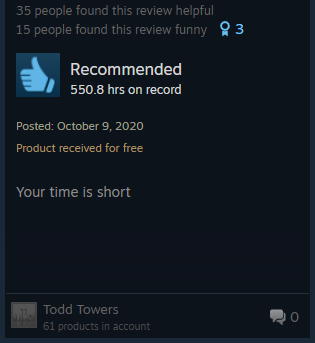 35 people found this review helpful
15 people found this review funny 3
Recommended
550.8 hrs on record
Posted: October 9, 2020
Product received for free
Your time is short
Todd Towers
61 products in account
0